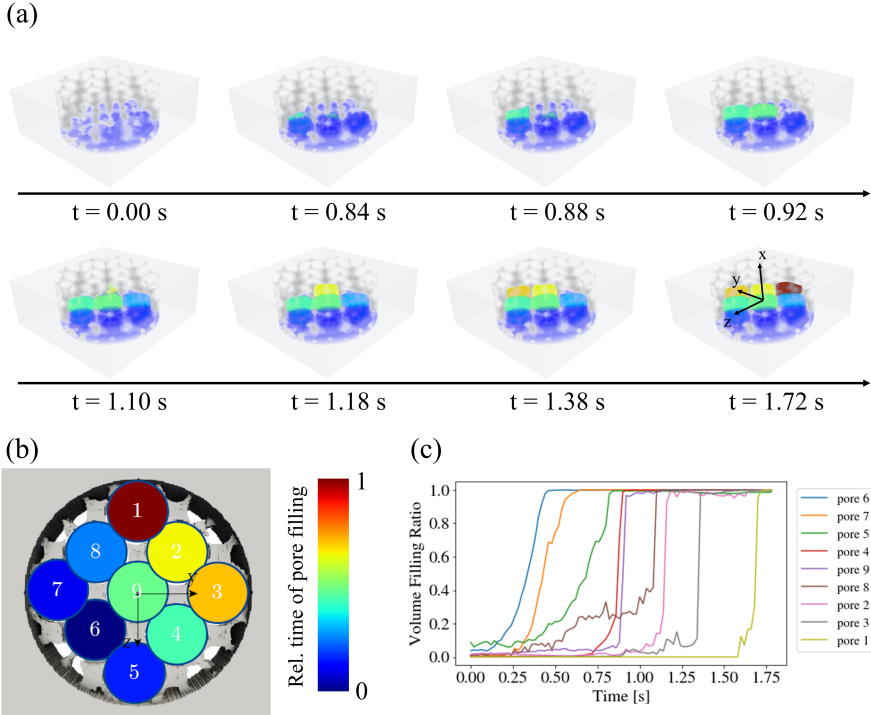 (a)
t = 0.00 s
t = 0.84 s
t = 0.88 s
t = 0.92 s
x
y
z
t = 1.10 s
t = 1.18 s
t = 1.38 s
t = 1.72 s
(b)
1
8
2
7
9
Y
3
6
4
z
5
Rel. time of pore filling
1
0
(c)
Volume Filling Ratio
1.0
0.8
0.6
0.4
0.2
0.0
0.00
0.25
0.50
0.75
1.00
1.25
1.50
1.75
Time [s]
pore 6
pore 7
pore 5
pore 4
pore 9
pore 8
pore 2
pore 3
pore 1